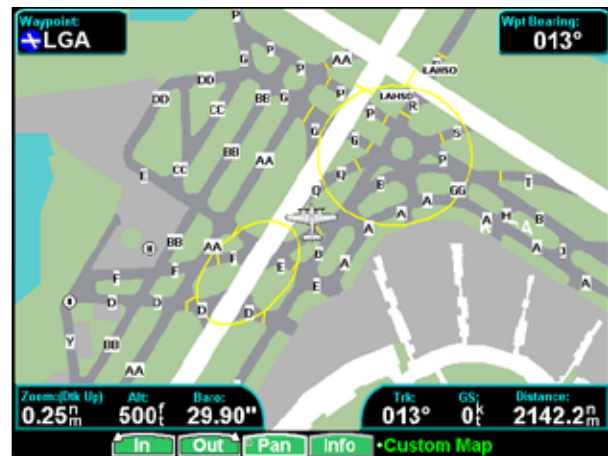 Waypoint:
LGA
Wpt Bearing:
013°
P
G P
P AA
LAHSO
DD BB G
DD CC P LAHSO
P R
BB G G S
AA Q P
E CC B GG T
Q A
A A H B
A J
BB AA A
F F E B A A
E
D D D D
Y BB
AA
Zoom:(Dtk Up) Alt: Baro:
0.25nm 500ft 29.90"
Trk: GS: Distance:
013° 0kt 2142.2nm
In Out Pan Info Custom Map